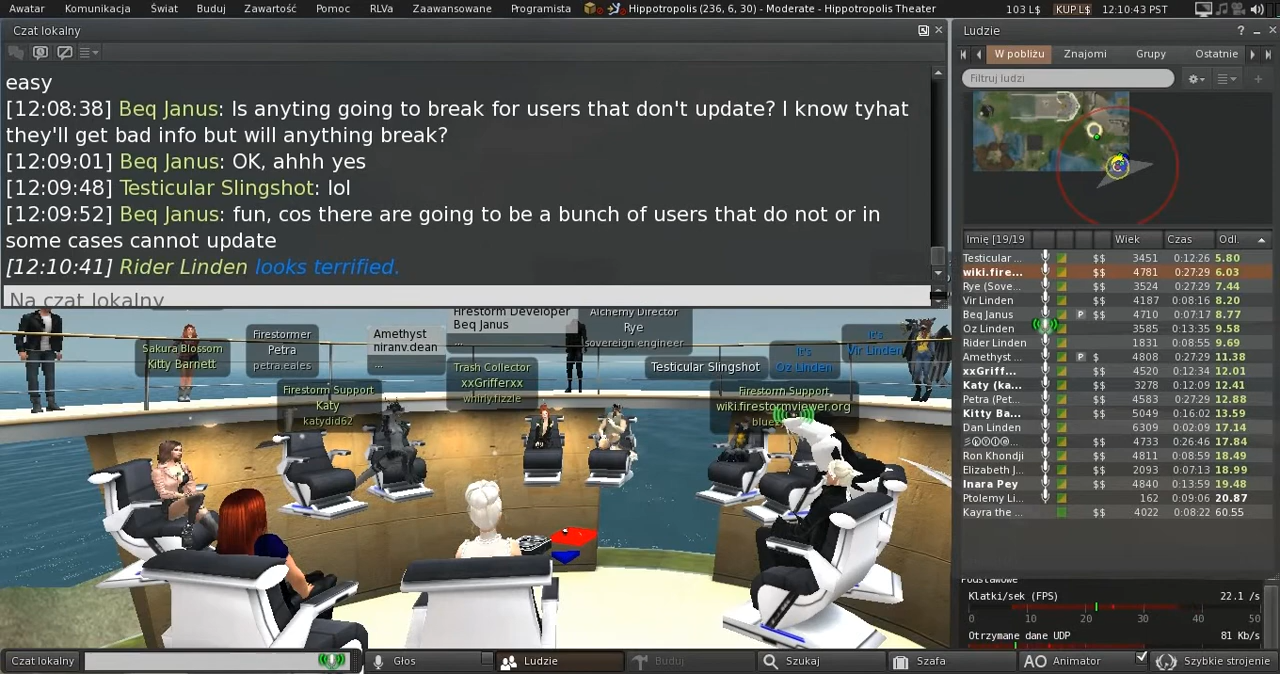 Awatar Komunikacja Świat Buduj Zawartość Pomoc RLVa Zaawansowane Programista Hippotropolis (236, 6, 30) - Moderate - Hippotropolis Theater 103 L$ KUP L$ 12:10:43 PST
Czat lokalny
easy
[12:08:38] Beq Janus: Is anyting going to break for users that don't update? I know tyhat
they'll get bad info but will anything break?
[12:09:01] Beq Janus: OK, ahhh yes
[12:09:48] Testicular Slingshot: lol
[12:09:52] Beq Janus: fun, cos there are going to be a bunch of users that do not or in
some cases cannot update
[12:10:41] Rider Linden looks terrified.
Na czat lokalny
Sakura Blossom
Kitty Barnett
Firestormer
Petra
petra.eales
Amethyst
niranv.dean
...
Firestorm Developer
Beq Janus
...
Alchemy Director
Rye
sovereign.engineer
Trash Collector
xxGrifferxx
whirly.fizzle
Testicular Slingshot
It's
Oz Linden
It's
Vir Linden
Firestorm Support
Katy
katydid62
Firestorm Support
wiki.firestormviewer.org
Ludzie
W pobliżu Znajomi Grupy Ostatnie
Filtruj ludzi
Imię [19/19 Wiek Czas Odl.
Testicular ... $$ 3451 0:12:26 5.80
wiki.fire... $$ 4781 0:27:29 6.03
Rye (Sove... $$ 3524 0:27:29 7.44
Vir Linden $$ 4187 0:08:16 8.20
Beq Janus P $$ 4710 0:07:17 8.77
Oz Linden 3585 0:13:35 9.58
Rider Linden 1831 0:08:55 9.69
Amethyst ... P $ 4808 0:27:29 11.38
xxGriff... $$ 4520 0:12:34 12.01
Katy (ka... $$ 3278 0:12:09 12.41
Petra (Pet... $$ 4583 0:27:29 12.88
Kitty Ba... $$ 5049 0:16:02 13.59
Dan Linden 6309 0:02:09 17.14
$$ 4733 0:26:46 17.84
Ron Khondji $$ 4811 0:08:59 18.49
Elizabeth J... $$ 2093 0:07:13 18.99
Inara Pey $$ 4840 0:13:59 19.48
Ptolemy Li... 162 0:09:06 20.87
Kayra the ... $$ 4022 0:08:22 60.55
Podstawowe
Klatki/sek (FPS) 22.1 /s
0 10 20 30 40 50
Otrzymane dane UDP 81 Kb/s
Czat lokalny Głos Ludzie Buduj Szukaj Szafa AO Animator Szybkie strojenie